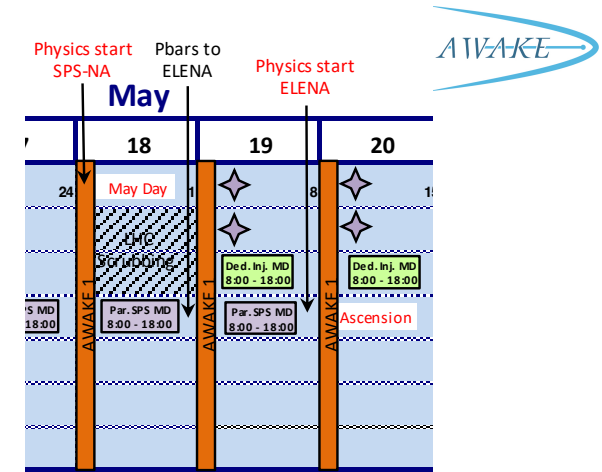 AWAKE
Physics start
SPS-NA
Pbars to
ELENA
Physics start
ELENA
May
18
19
20
24
May Day
1
8
LHC
Scrubbing
Ded. Inj. MD
8:00 - 18:00
Ded. Inj. MD
8:00 - 18:00
PS MD
18:00
Par. SPS MD
8:00 - 18:00
Par. SPS MD
8:00 - 18:00
Ascension
AWAKE 1
AWAKE 1
AWAKE 1